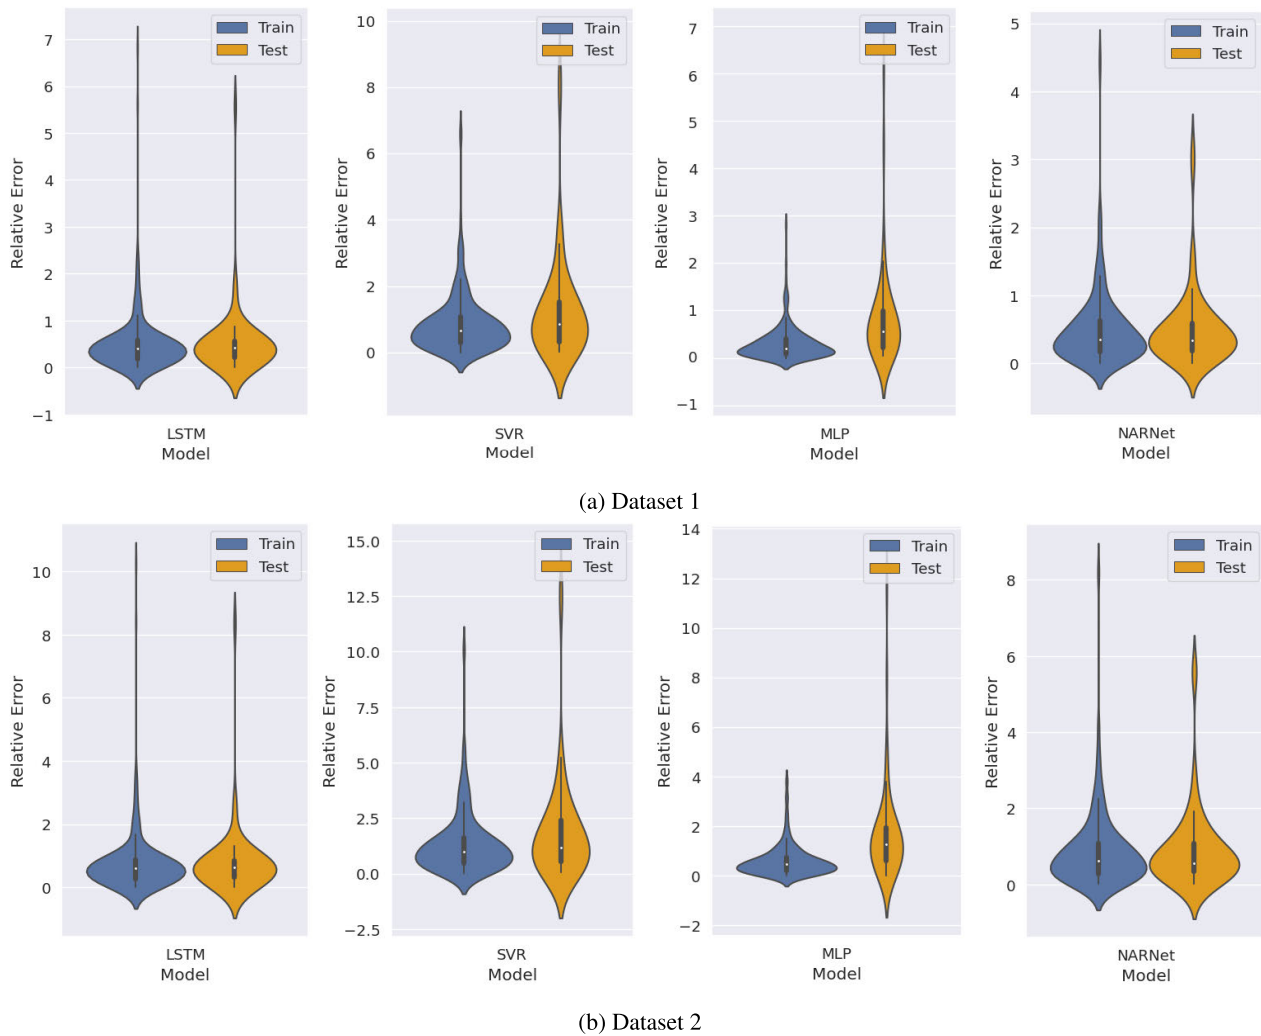 Train
Test
7
6
5
4
3
2
1
0
−1
Relative Error
LSTM
Model
Train
Test
10
8
6
4
2
0
Relative Error
SVR
Model
Train
Test
7
6
5
4
3
2
1
0
−1
Relative Error
MLP
Model
Train
Test
5
4
3
2
1
0
Relative Error
NARNet
Model
(a) Dataset 1
Train
Test
10
8
6
4
2
0
Relative Error
LSTM
Model
Train
Test
15.0
12.5
10.0
7.5
5.0
2.5
0.0
−2.5
Relative Error
SVR
Model
Train
Test
14
12
10
8
6
4
2
0
−2
Relative Error
MLP
Model
Train
Test
8
6
4
2
0
Relative Error
NARNet
Model
(b) Dataset 2